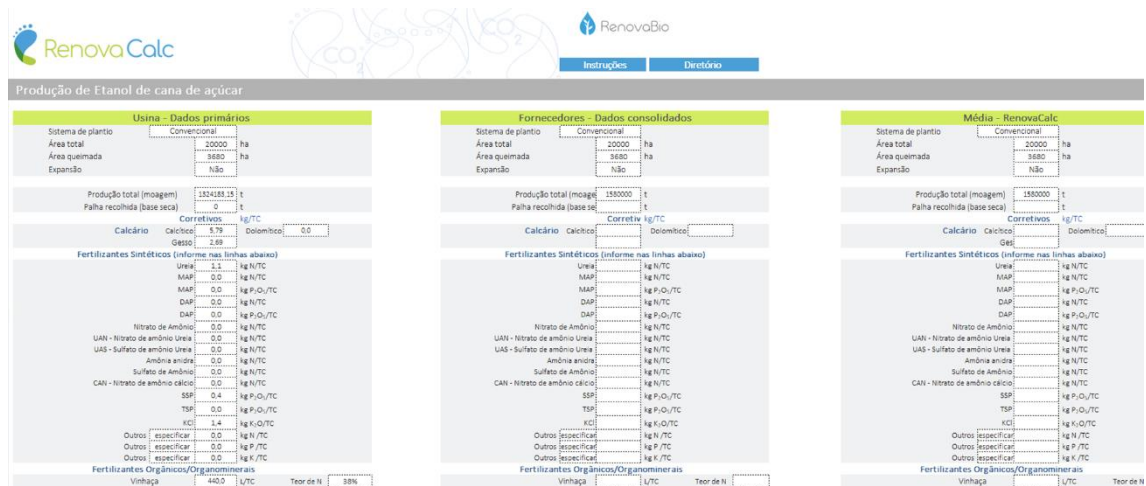 RenovaCalc
CO2
CO2
RenovaBio
Instruções Diretório
Produção de Etanol de cana de açúcar
Usina - Dados primários
Sistema de plantio Convencional
Área total 20000 ha
Área queimada 3680 ha
Expansão Não
Produção total (moagem) 1324183,15 t
Palha recolhida (base seca) 0 t
Corretivos kg/TC
Calcário Calcítico 5,79 Dolomítico 0,0
Gesso 2,69
Fertilizantes Sintéticos (informe nas linhas abaixo)
Ureia 1,1 kg N/TC
MAP 0,0 kg N/TC
MAP 0,0 kg P2O5/TC
DAP 0,0 kg N/TC
DAP 0,0 kg P2O5/TC
Nitrato de Amônio 0,0 kg N/TC
UAN - Nitrato de amônio Ureia 0,0 kg N/TC
UAS - Sulfato de amônio Ureia 0,0 kg N/TC
Amônia anidra 0,0 kg N/TC
Sulfato de Amônio 0,0 kg N/TC
CAN - Nitrato de amônio cálcio 0,0 kg N/TC
SSP 0,4 kg P2O5/TC
TSP 0,0 kg P2O5/TC
KCl 1,4 kg K2O/TC
Outros especificar 0,0 kg N /TC
Outros especificar 0,0 kg P /TC
Outros especificar 0,0 kg K /TC
Fertilizantes Orgânicos/Organominerais
Vinhaça 440,0 L/TC Teor de N 38%
Fornecedores - Dados consolidados
Sistema de plantio Convencional
Área total 20000 ha
Área queimada 3680 ha
Expansão Não
Produção total (moage 1580000 t
Palha recolhida (base se t
Corretiv kg/TC
Calcário Calcítico Dolomítico
Fertilizantes Sintéticos (informe nas linhas abaixo)
Ureia kg N/TC
MAP kg N/TC
MAP kg P2O5/TC
DAP kg N/TC
DAP kg P2O5/TC
Nitrato de Amônio kg N/TC
UAN - Nitrato de amônio Ureia kg N/TC
UAS - Sulfato de amônio Ureia kg N/TC
Amônia anidra kg N/TC
Sulfato de Amônio kg N/TC
CAN - Nitrato de amônio cálcio kg N/TC
SSP kg P2O5/TC
TSP kg P2O5/TC
KCl kg K2O/TC
Outros especificar kg N /TC
Outros especificar kg P /TC
Outros especificar kg K /TC
Fertilizantes Orgânicos/Organominerais
Vinhaça L/TC Teor de N
Média - RenovaCalc
Sistema de plantio Convencional
Área total 20000 ha
Área queimada 3680 ha
Expansão Não
Produção total (moagem) 1580000 t
Palha recolhida (base seca) t
Corretivos kg/TC
Calcário Calcítico Dolomítico
Ges
Fertilizantes Sintéticos (informe nas linhas abaixo)
Ureia kg N/TC
MAP kg N/TC
MAP kg P2O5/TC
DAP kg N/TC
DAP kg P2O5/TC
Nitrato de Amônio kg N/TC
UAN - Nitrato de amônio Ureia kg N/TC
UAS - Sulfato de amônio Ureia kg N/TC
Amônia anidra kg N/TC
Sulfato de Amônio kg N/TC
CAN - Nitrato de amônio cálcio kg N/TC
SSP kg P2O5/TC
TSP kg P2O5/TC
KCl kg K2O/TC
Outros especificar kg N /TC
Outros especificar kg P /TC
Outros especificar kg K /TC
Fertilizantes Orgânicos/Organominerais
Vinhaça L/TC Teor de N